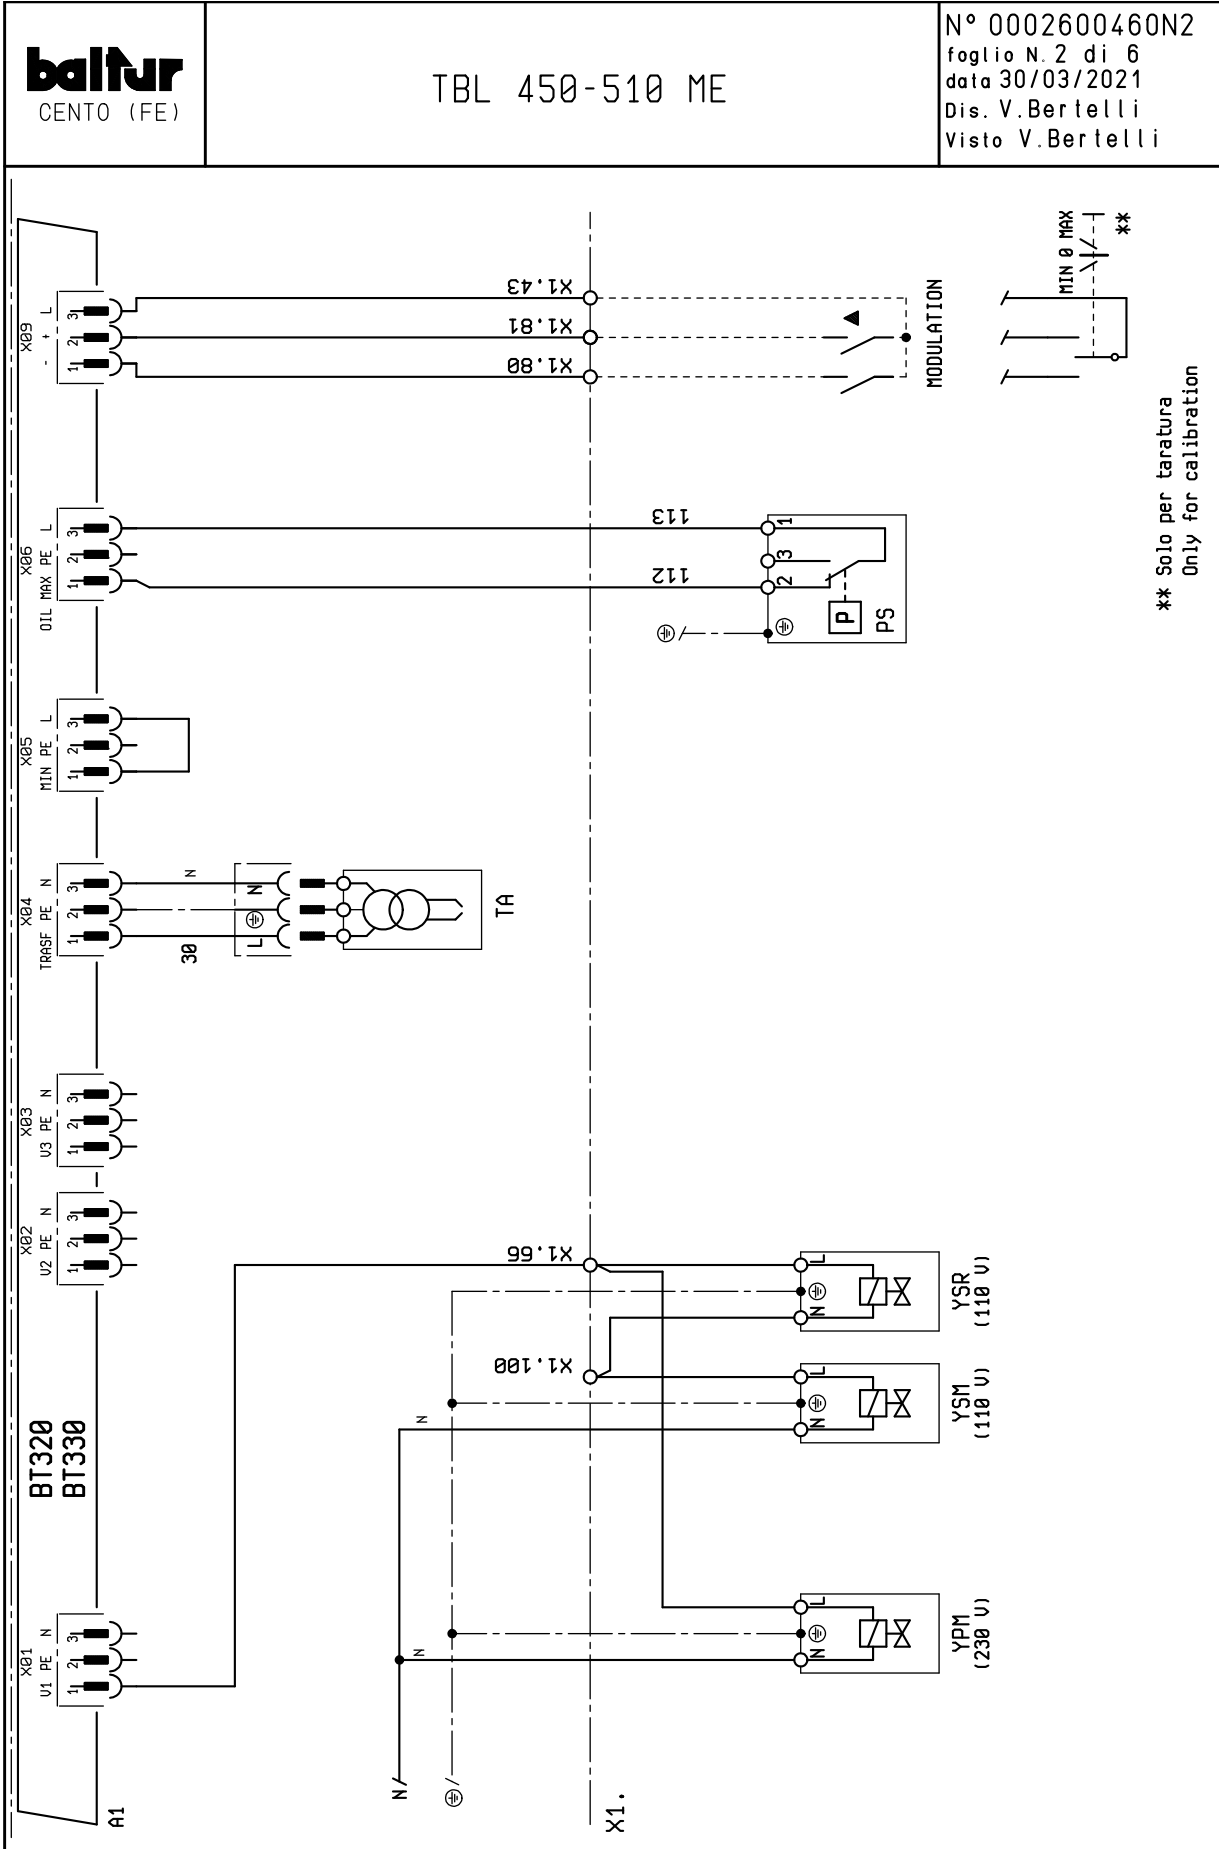 baltur
CENTO (FE)
TBL 450-510 ME
N° 0002600460N2
foglio N. 2 di 6
data 30/03/2021
Dis. V.Bertelli
Visto V.Bertelli
X09
- + L
1 2 3
X1.43
X1.81
X1.80
MODULATION
MIN 0 MAX
**
** Solo per taratura
Only for calibration
X06
OIL MAX PE L
1 2 3
113
112
1
3
2
P
PS
X05
MIN PE L
1 2 3
X04
TRASF PE N
1 2 3
N
30
L N
TA
X03
V3 PE N
1 2 3
X02
V2 PE N
1 2 3
BT320
BT330
X01
V1 PE N
1 2 3
A1
X1.66
X1.100
N
N
N
X1.
L
N
YSR
(110 V)
L
N
YSM
(110 V)
L
N
YPM
(230 V)